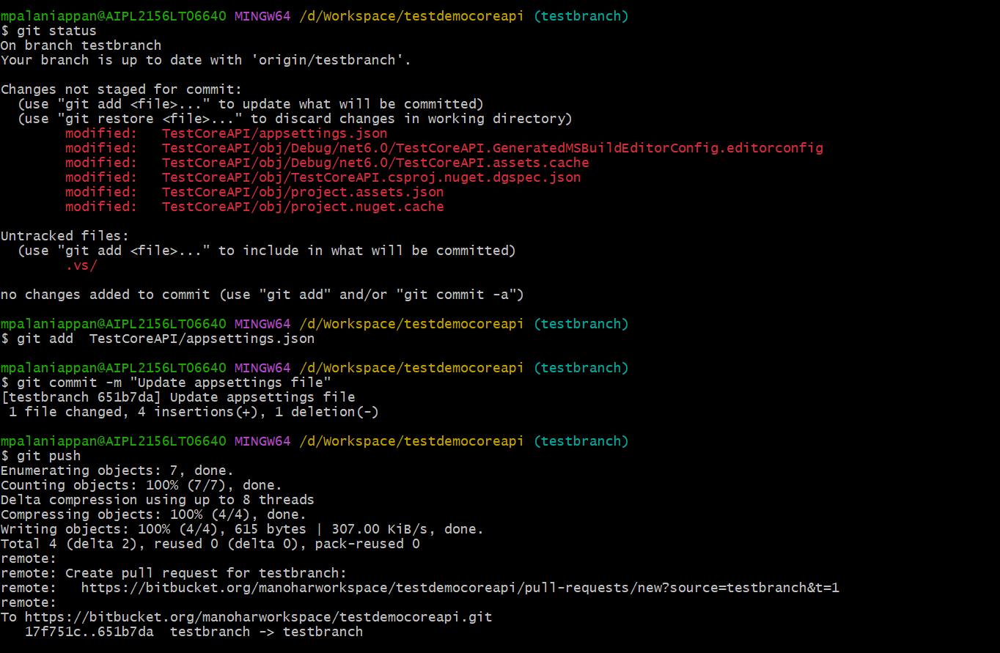 mpalaniappan@AIPL2156LT06640 MINGW64 /d/Workspace/testdemocoreapi (testbranch)
$ git status
On branch testbranch
Your branch is up to date with 'origin/testbranch'.
Changes not staged for commit:
  (use "git add <file>..." to update what will be committed)
  (use "git restore <file>..." to discard changes in working directory)
        modified:   TestCoreAPI/appsettings.json
        modified:   TestCoreAPI/obj/Debug/net6.0/TestCoreAPI.GeneratedMSBuildEditorConfig.editorconfig
        modified:   TestCoreAPI/obj/Debug/net6.0/TestCoreAPI.assets.cache
        modified:   TestCoreAPI/obj/TestCoreAPI.csproj.nuget.dgspec.json
        modified:   TestCoreAPI/obj/project.assets.json
        modified:   TestCoreAPI/obj/project.nuget.cache
Untracked files:
  (use "git add <file>..." to include in what will be committed)
        .vs/
no changes added to commit (use "git add" and/or "git commit -a")
mpalaniappan@AIPL2156LT06640 MINGW64 /d/Workspace/testdemocoreapi (testbranch)
$ git add  TestCoreAPI/appsettings.json
mpalaniappan@AIPL2156LT06640 MINGW64 /d/Workspace/testdemocoreapi (testbranch)
$ git commit -m "Update appsettings file"
[testbranch 651b7da] Update appsettings file
 1 file changed, 4 insertions(+), 1 deletion(-)
mpalaniappan@AIPL2156LT06640 MINGW64 /d/Workspace/testdemocoreapi (testbranch)
$ git push
Enumerating objects: 7, done.
Counting objects: 100% (7/7), done.
Delta compression using up to 8 threads
Compressing objects: 100% (4/4), done.
Writing objects: 100% (4/4), 615 bytes | 307.00 KiB/s, done.
Total 4 (delta 2), reused 0 (delta 0), pack-reused 0
remote:
remote: Create pull request for testbranch:
remote:   https://bitbucket.org/manoharworkspace/testdemocoreapi/pull-requests/new?source=testbranch&t=1
remote:
To https://bitbucket.org/manoharworkspace/testdemocoreapi.git
   17f751c..651b7da  testbranch -> testbranch